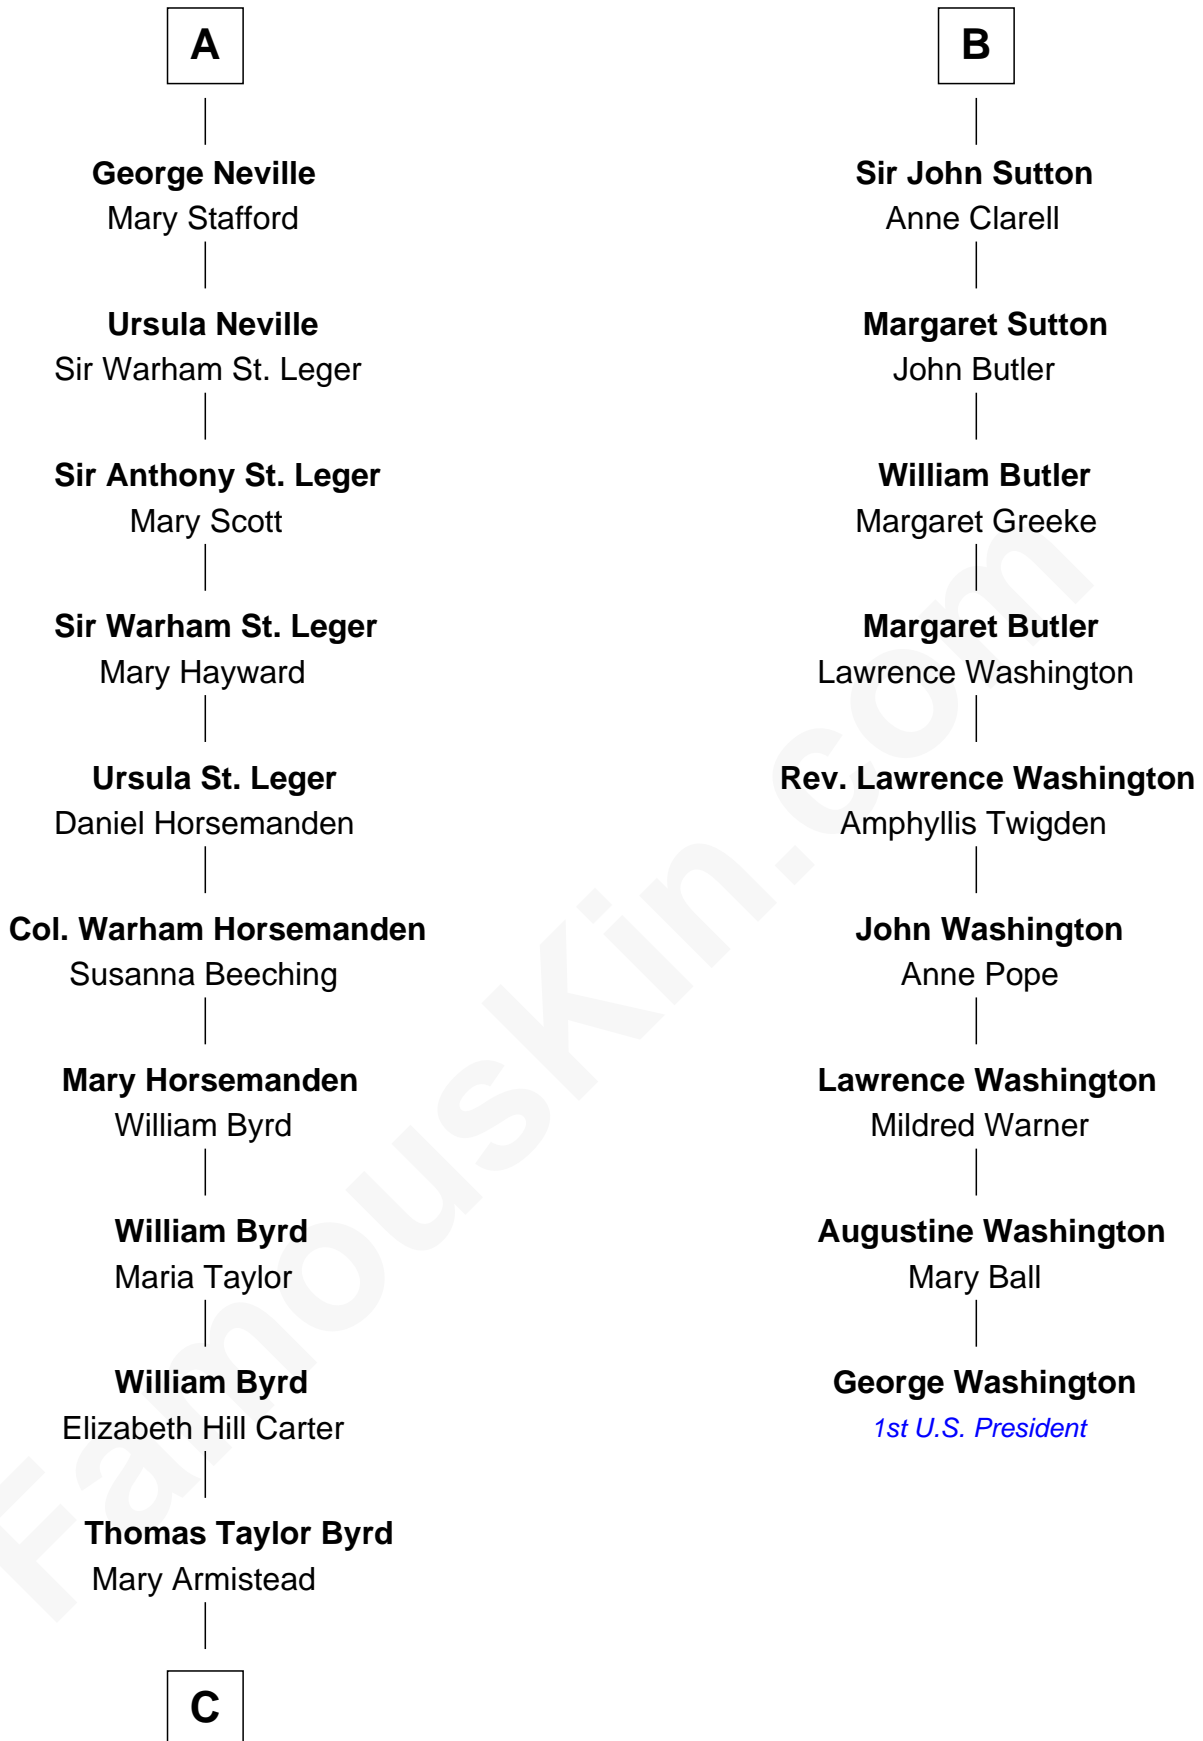 A
George Neville
Mary Stafford
Ursula Neville
Sir Warham St. Leger
Sir Anthony St. Leger
Mary Scott
Sir Warham St. Leger
Mary Hayward
Ursula St. Leger
Daniel Horsemanden
Col. Warham Horsemanden
Susanna Beeching
Mary Horsemanden
William Byrd
William Byrd
Maria Taylor
William Byrd
Elizabeth Hill Carter
Thomas Taylor Byrd
Mary Armistead
C
B
Sir John Sutton
Anne Clarell
Margaret Sutton
John Butler
William Butler
Margaret Greeke
Margaret Butler
Lawrence Washington
Rev. Lawrence Washington
Amphyllis Twigden
John Washington
Anne Pope
Lawrence Washington
Mildred Warner
Augustine Washington
Mary Ball
George Washington
1st U.S. President
FamousKin.com